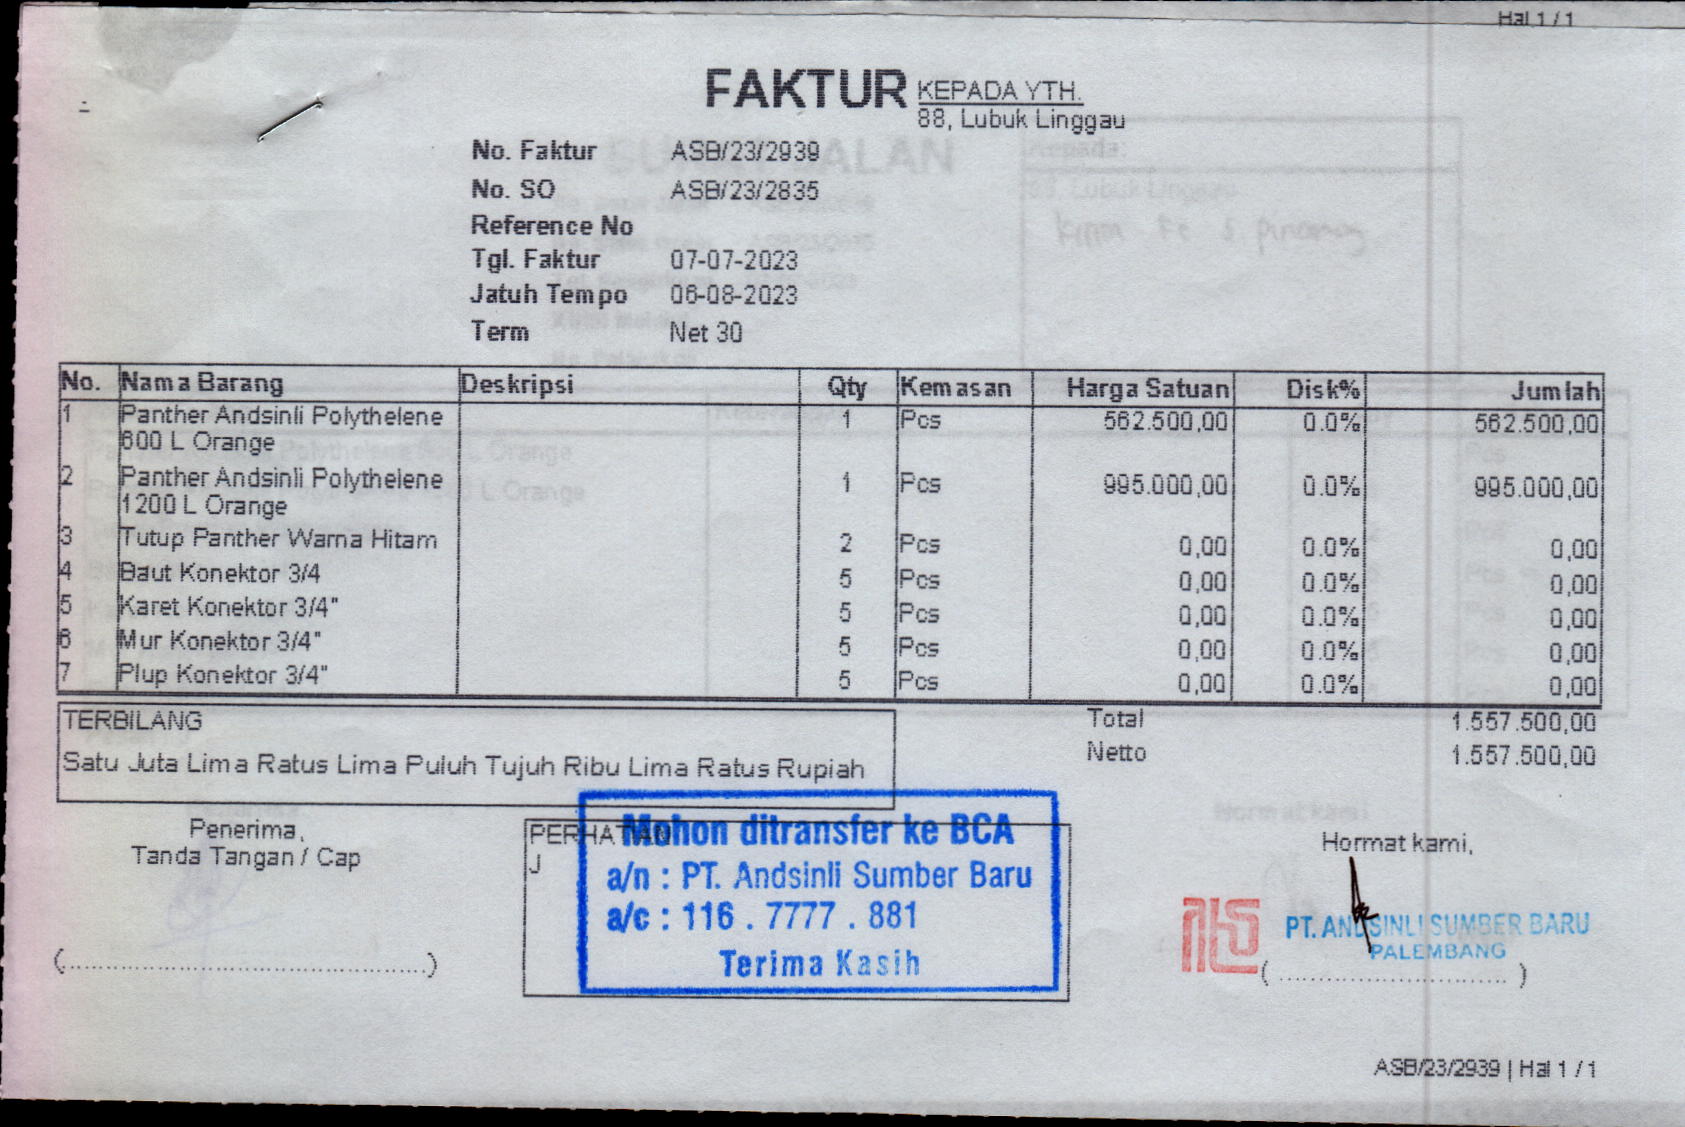 Hal 1 / 1
FAKTUR
KEPADA YTH.
88, Lubuk Linggau
No. Faktur ASB/23/2939
No. SO ASB/23/2835
Reference No
Tgl. Faktur 07-07-2023
Jatuh Tempo 06-08-2023
Term Net 30
No. Nama Barang Deskripsi Qty Kemasan Harga Satuan Disk% Jumlah
1 Panther Andsinli Polythelene 1 Pcs 562.500,00 0.0% 562.500,00
600 L Orange
2 Panther Andsinli Polythelene 1 Pcs 995.000,00 0.0% 995.000,00
1200 L Orange
3 Tutup Panther Warna Hitam 2 Pcs 0,00 0.0% 0,00
4 Baut Konektor 3/4 5 Pcs 0,00 0.0% 0,00
5 Karet Konektor 3/4" 5 Pcs 0,00 0.0% 0,00
6 Mur Konektor 3/4" 5 Pcs 0,00 0.0% 0,00
7 Plup Konektor 3/4" 5 Pcs 0,00 0.0% 0,00
TERBILANG
Satu Juta Lima Ratus Lima Puluh Tujuh Ribu Lima Ratus Rupiah
Total 1.557.500,00
Netto 1.557.500,00
Penerima,
Tanda Tangan / Cap
(...........................................)
PERHATIAN
J
Mohon ditransfer ke BCA
a/n : PT. Andsinli Sumber Baru
a/c : 116 . 7777 . 881
Terima Kasih
Hormat kami,
PT. ANDSINLI SUMBER BARU
PALEMBANG
(...........................)
ASB/23/2939 | Hal 1 / 1